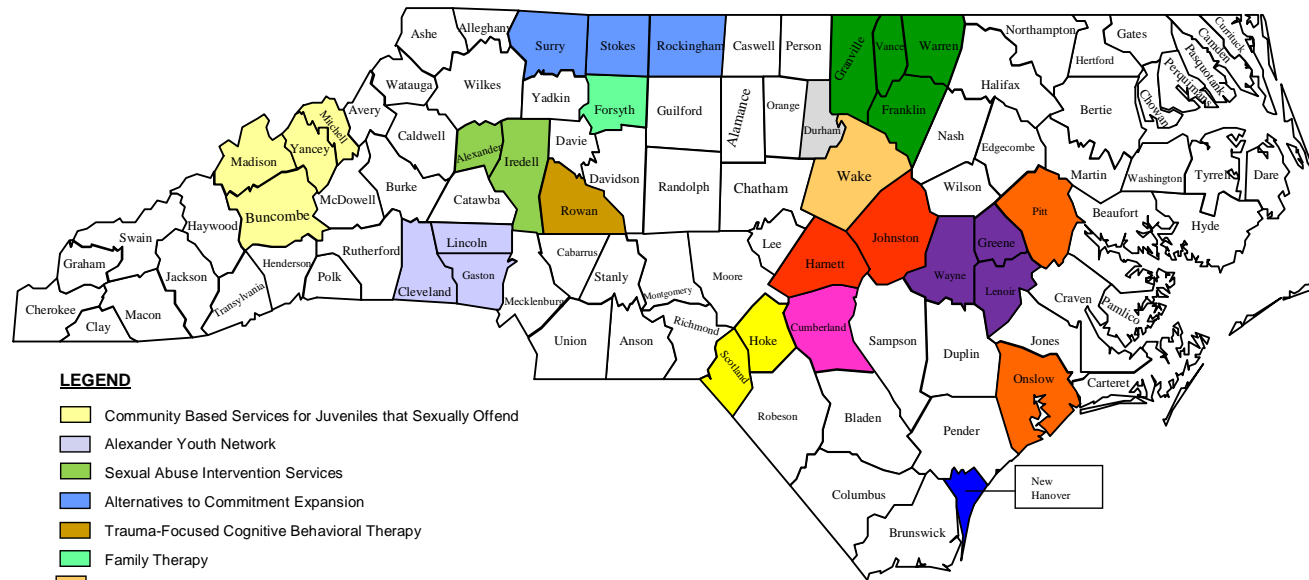 Ashe
Alleghany
Surry
Stokes
Rockingham
Caswell
Person
Granville
Vance
Warren
Northampton
Gates
Currituck
Camden
Pasquotank
Perquimans
Chowan
Hertford
Halifax
Bertie
Watauga
Wilkes
Yadkin
Forsyth
Guilford
Alamance
Orange
Durham
Franklin
Nash
Edgecombe
Martin
Washington
Tyrrell
Dare
Mitchell
Avery
Caldwell
Alexander
Iredell
Davie
Davidson
Randolph
Chatham
Wake
Wilson
Pitt
Beaufort
Hyde
Madison
Yancey
Buncombe
McDowell
Burke
Catawba
Rowan
Haywood
Swain
Graham
Jackson
Cherokee
Clay
Macon
Transylvania
Henderson
Polk
Rutherford
Cleveland
Lincoln
Gaston
Mecklenburg
Cabarrus
Stanly
Montgomery
Moore
Lee
Harnett
Johnston
Wayne
Greene
Lenoir
Craven
Pamlico
Jones
Carteret
Onslow
Duplin
Sampson
Cumberland
Hoke
Scotland
Richmond
Anson
Union
Robeson
Bladen
Pender
Columbus
Brunswick
New
Hanover
LEGEND
Community Based Services for Juveniles that Sexually Offend
Alexander Youth Network
Sexual Abuse Intervention Services
Alternatives to Commitment Expansion
Trauma-Focused Cognitive Behavioral Therapy
Family Therapy